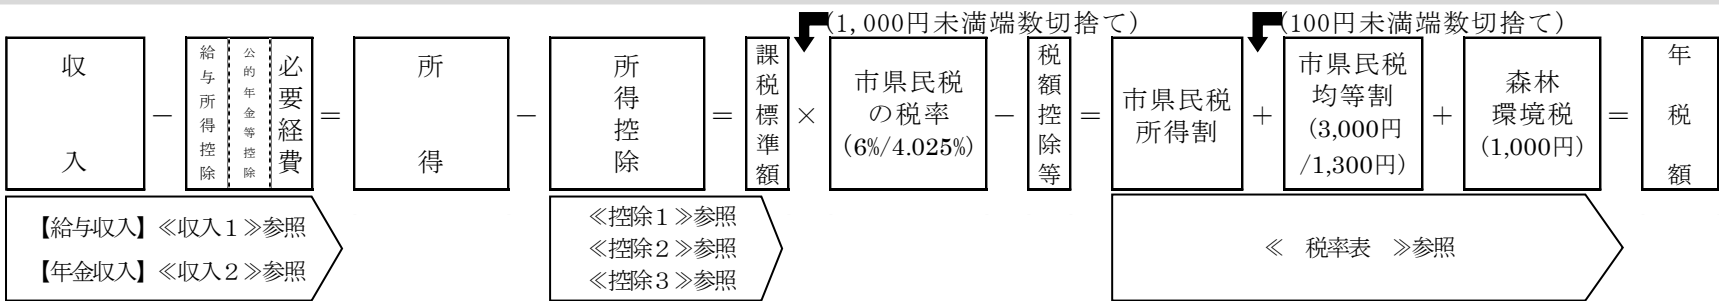 (1,000円未満端数切捨て)
(100円未満端数切捨て)
収入
－
給与所得控除
公的年金等控除
必要経費
＝
所得
－
所得控除
＝
課税標準額
×
市県民税
の税率
(6%/4.025%)
－
税額控除等
＝
市県民税
所得割
＋
市県民税
均等割
(3,000円
/1,300円)
＋
森林
環境税
(1,000円)
＝
年税額
【給与収入】≪収入１≫参照
【年金収入】≪収入２≫参照
≪控除１≫参照
≪控除２≫参照
≪控除３≫参照
≪　税率表　≫参照